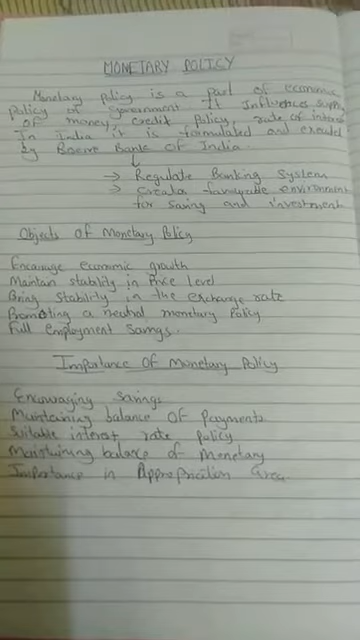 MONETARY POLICY
Monetary policy is a part of economic
policy of government It Influences supply
of money, credit policy, rate of interest
In India it is formulated and created
by Reserve Bank of India.
→ Regulate Banking System
→ Creates favourable environment
for saving and investment
Objects of Monetary Policy
Encourage economic growth
Maintain stability in Price Level
Bring Stability in the exchange rate
Promoting a neutral monetary Policy
Full Employment Savings.
Importance Of Monetary Policy
Encouraging Savings
Maintaining balance OF Payments
Suitable interest rate policy
Maintaining balance of Monetary
Importance in Appropriation area